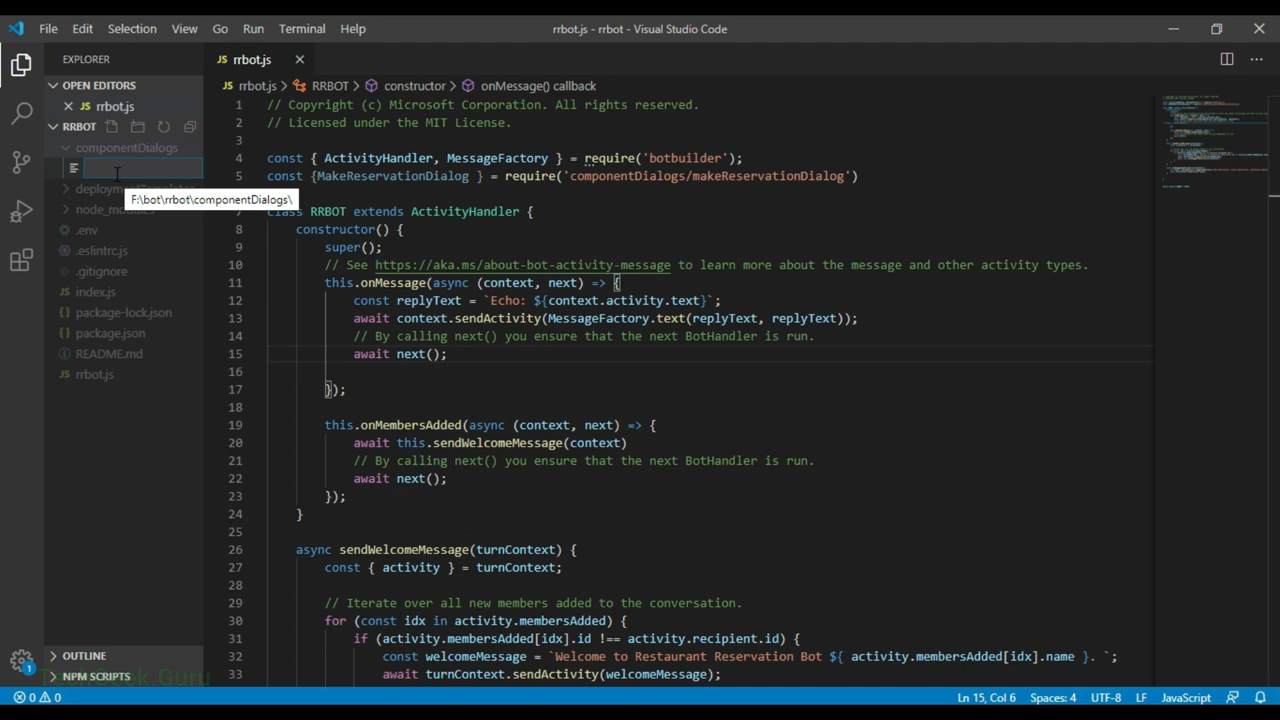 File Edit Selection View Go Run Terminal Help
rrbot.js - rrbot - Visual Studio Code
EXPLORER
OPEN EDITORS
JS rrbot.js
RRBOT
componentDialogs
F:\bot\rrbot\componentDialogs\
.env
.eslintrc.js
.gitignore
JS index.js
package-lock.json
package.json
README.md
JS rrbot.js
OUTLINE
NPM SCRIPTS
TechGeek.Guru
JS rrbot.js
JS rrbot.js > RRBOT > constructor > onMessage() callback
1 // Copyright (c) Microsoft Corporation. All rights reserved.
2 // Licensed under the MIT License.
3
4 const { ActivityHandler, MessageFactory } = require('botbuilder');
5 const {MakeReservationDialog } = require('componentDialogs/makeReservationDialog')
7 class RRBOT extends ActivityHandler {
8 constructor() {
9 super();
10 // See https://aka.ms/about-bot-activity-message to learn more about the message and other activity types.
11 this.onMessage(async (context, next) => {
12 const replyText = `Echo: ${context.activity.text}`;
13 await context.sendActivity(MessageFactory.text(replyText, replyText));
14 // By calling next() you ensure that the next BotHandler is run.
15 await next();
16
17 });
18
19 this.onMembersAdded(async (context, next) => {
20 await this.sendWelcomeMessage(context)
21 // By calling next() you ensure that the next BotHandler is run.
22 await next();
23 });
24 }
25
26 async sendWelcomeMessage(turnContext) {
27 const { activity } = turnContext;
28
29 // Iterate over all new members added to the conversation.
30 for (const idx in activity.membersAdded) {
31 if (activity.membersAdded[idx].id !== activity.recipient.id) {
32 const welcomeMessage = `Welcome to Restaurant Reservation Bot ${ activity.membersAdded[idx].name }. `;
33 await turnContext.sendActivity(welcomeMessage);
1
0 0
Ln 15, Col 6 Spaces: 4 UTF-8 LF JavaScript